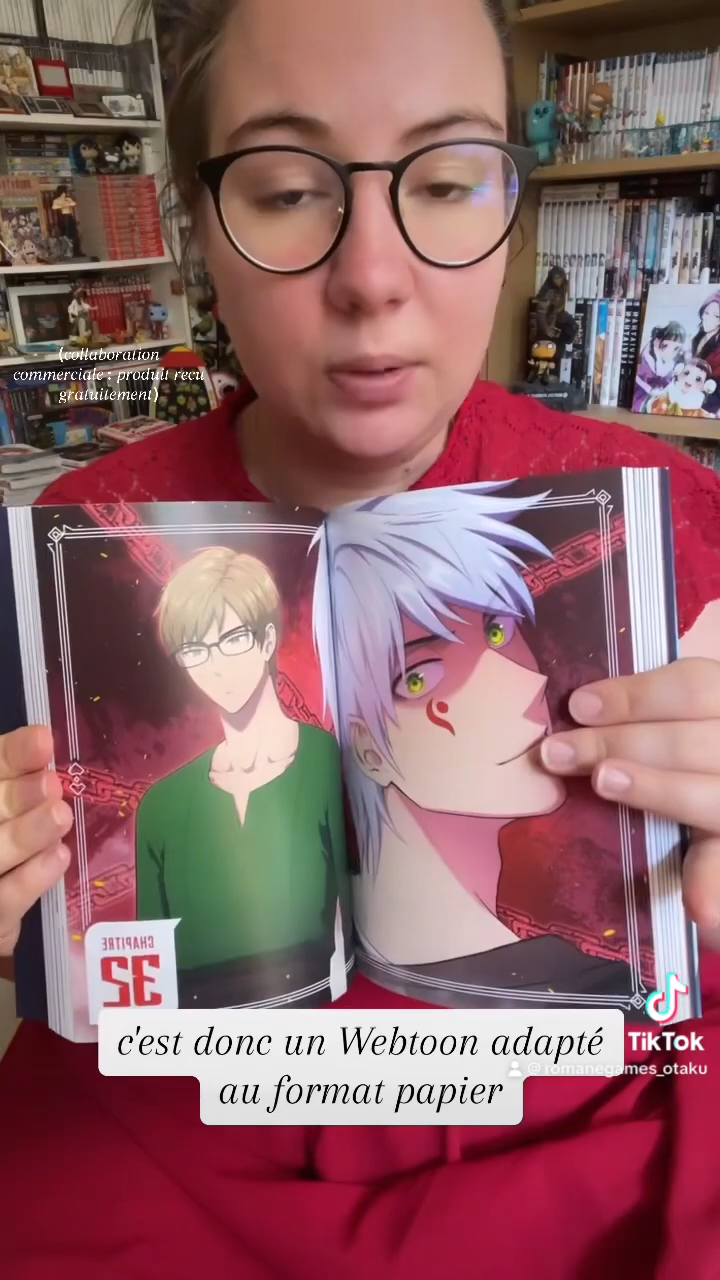 (collaboration
commerciale : produit reçu
gratuitement)
CHAPITRE
32
c'est donc un Webtoon adapté
au format papier
TikTok
@romanegames_otaku